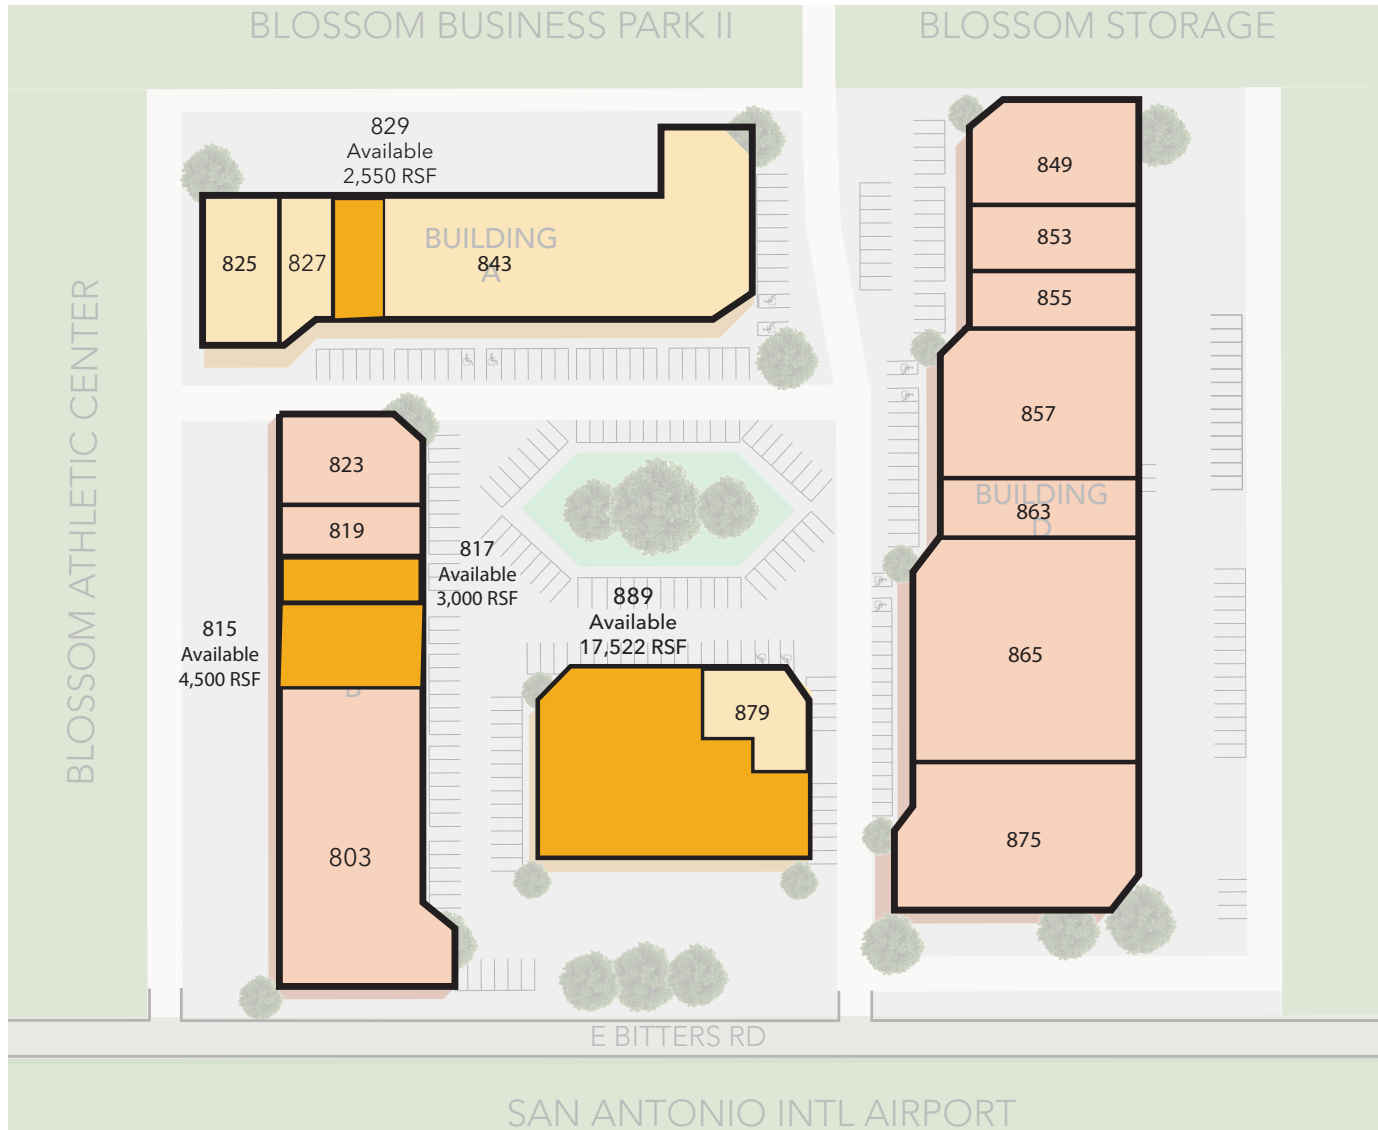 BLOSSOM BUSINESS PARK II
BLOSSOM STORAGE
829
Available
2,550 RSF
849
853
BUILDING
A
825
827
843
855
BLOSSOM ATHLETIC CENTER
857
823
BUILDING
D
863
819
817
Available
3,000 RSF
889
Available
17,522 RSF
815
Available
4,500 RSF
B
879
865
803
875
E BITTERS RD
SAN ANTONIO INTL AIRPORT